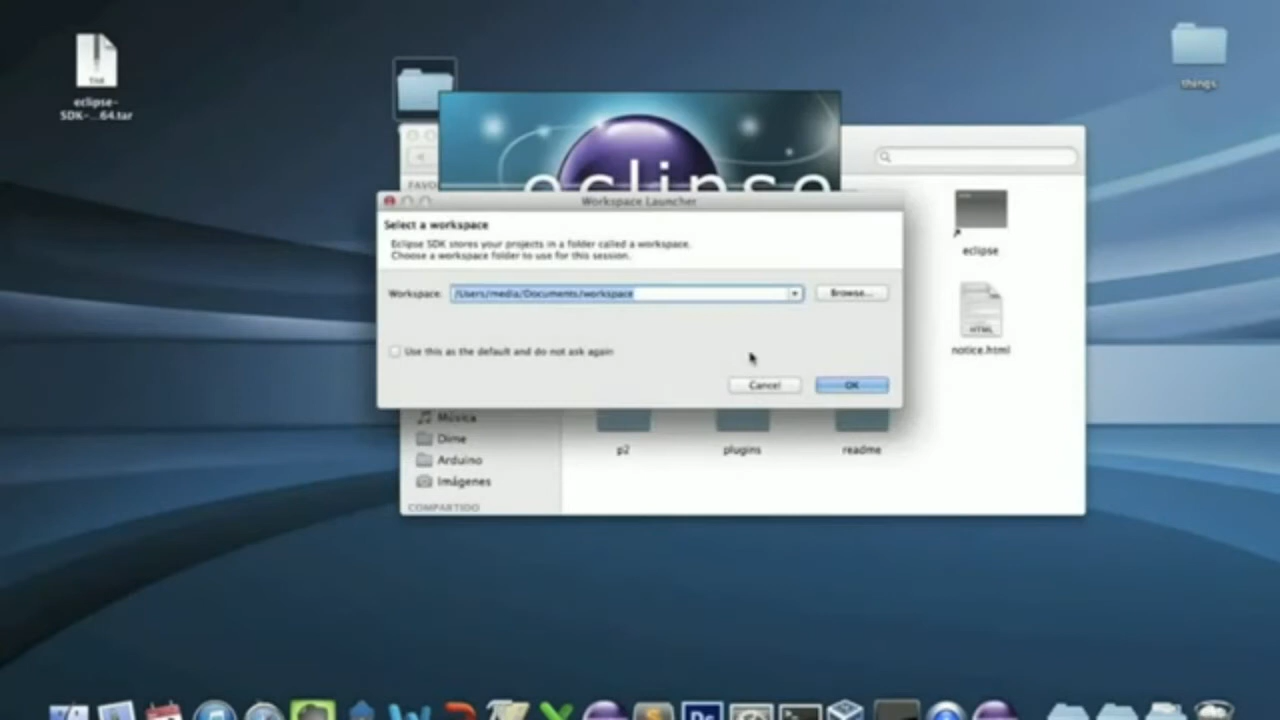 eclipse-
SDK-...64.tar
things
eclipse
Workspace Launcher
Select a workspace
Eclipse SDK stores your projects in a folder called a workspace.
Choose a workspace folder to use for this session.
Workspace:
/Users/media/Documents/workspace
Browse...
Use this as the default and do not ask again
Cancel
OK
FAVO
eclipse
HTML
notice.html
Música
Dime
Arduino
Imágenes
COMPARTIDO
p2
plugins
readme